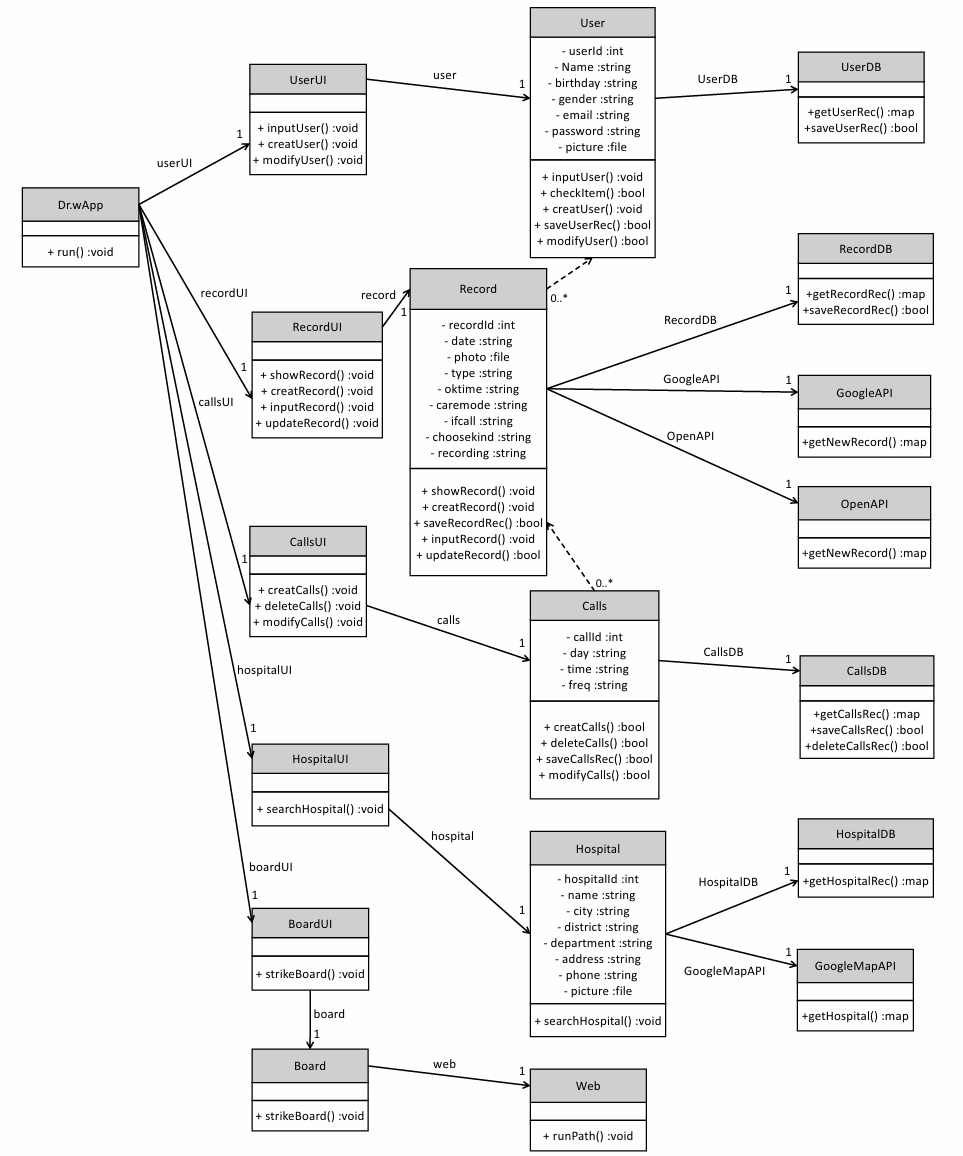 User
- userId :int
- Name :string
- birthday :string
- gender :string
- email :string
- password :string
- picture :file
+ inputUser() :void
+ checkItem() :bool
+ creatUser() :void
+ saveUserRec() :bool
+ modifyUser() :bool
UserUI
+ inputUser() :void
+ creatUser() :void
+ modifyUser() :void
user
1
UserDB
1
UserDB
+getUserRec() :map
+saveUserRec() :bool
1
userUI
Dr.wApp
+ run() :void
recordUI
1
RecordUI
+ showRecord() :void
+ creatRecord() :void
+ inputRecord() :void
+ updateRecord() :void
record
1
0..*
Record
- recordId :int
- date :string
- photo :file
- type :string
- oktime :string
- caremode :string
- ifcall :string
- choosekind :string
- recording :string
+ showRecord() :void
+ creatRecord() :void
+ saveRecordRec() :bool
+ inputRecord() :void
+ updateRecord() :bool
RecordDB
1
RecordDB
+getRecordRec() :map
+saveRecordRec() :bool
GoogleAPI
1
GoogleAPI
+getNewRecord() :map
OpenAPI
1
OpenAPI
+getNewRecord() :map
callsUI
1
CallsUI
+ creatCalls() :void
+ deleteCalls() :void
+ modifyCalls() :void
calls
1
0..*
Calls
- callId :int
- day :string
- time :string
- freq :string
+ creatCalls() :bool
+ deleteCalls() :bool
+ saveCallsRec() :bool
+ modifyCalls() :bool
CallsDB
1
CallsDB
+getCallsRec() :map
+saveCallsRec() :bool
+deleteCallsRec() :bool
hospitalUI
1
HospitalUI
+ searchHospital() :void
hospital
1
Hospital
- hospitalId :int
- name :string
- city :string
- district :string
- department :string
- address :string
- phone :string
- picture :file
+ searchHospital() :void
HospitalDB
1
HospitalDB
+getHospitalRec() :map
GoogleMapAPI
1
GoogleMapAPI
+getHospital() :map
boardUI
1
BoardUI
+ strikeBoard() :void
board
1
Board
+ strikeBoard() :void
web
1
Web
+ runPath() :void